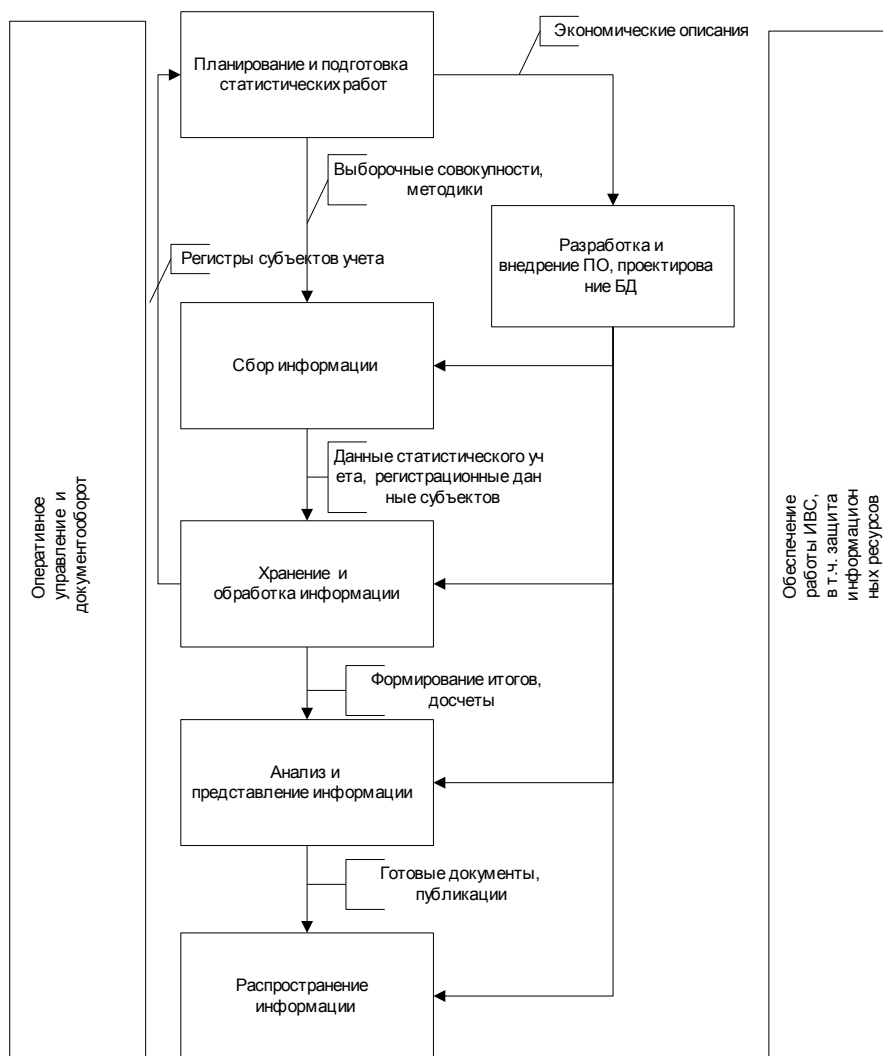 Экономические описания
Планирование и подготовка
статистических работ
Выборочные совокупности,
методики
Регистры субъектов учета
Разработка и
внедрение ПО, проектирова
ние БД
Сбор информации
Данные статистического уч
ета, регистрационные дан
ные субъектов
Оперативное
управление и
документооборот
Обеспечение
работы ИВС,
в т.ч. защита
информацион
ных ресурсов
Хранение и
обработка информации
Формирование итогов,
досчеты
Анализ и
представление информации
Готовые документы,
публикации
Распространение
информации